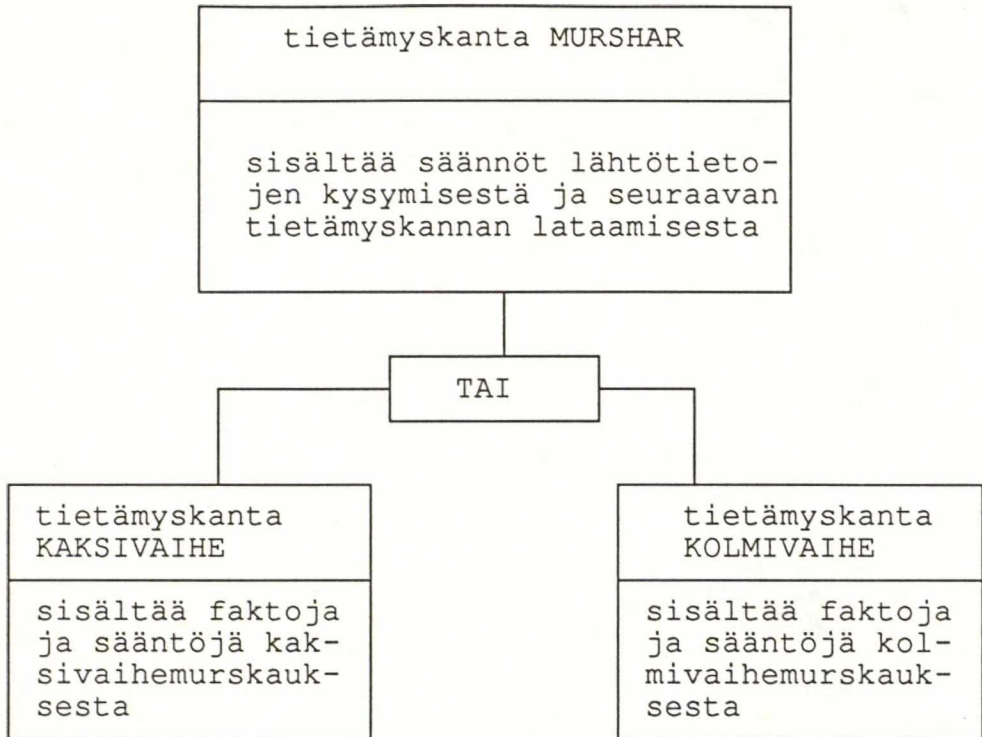 tietämyskanta MURSHAR
sisältää säännöt lähtötieto-
jen kysymisestä ja seuraavan
tietämyskannan lataamisesta
TAI
tietämyskanta
KAKSIVAIHE
sisältää faktoja
ja sääntöjä kak-
sivaihemurskauk-
sesta
tietämyskanta
KOLMIVAIHE
sisältää faktoja
ja sääntöjä kol-
mivaihemurskauk-
sesta